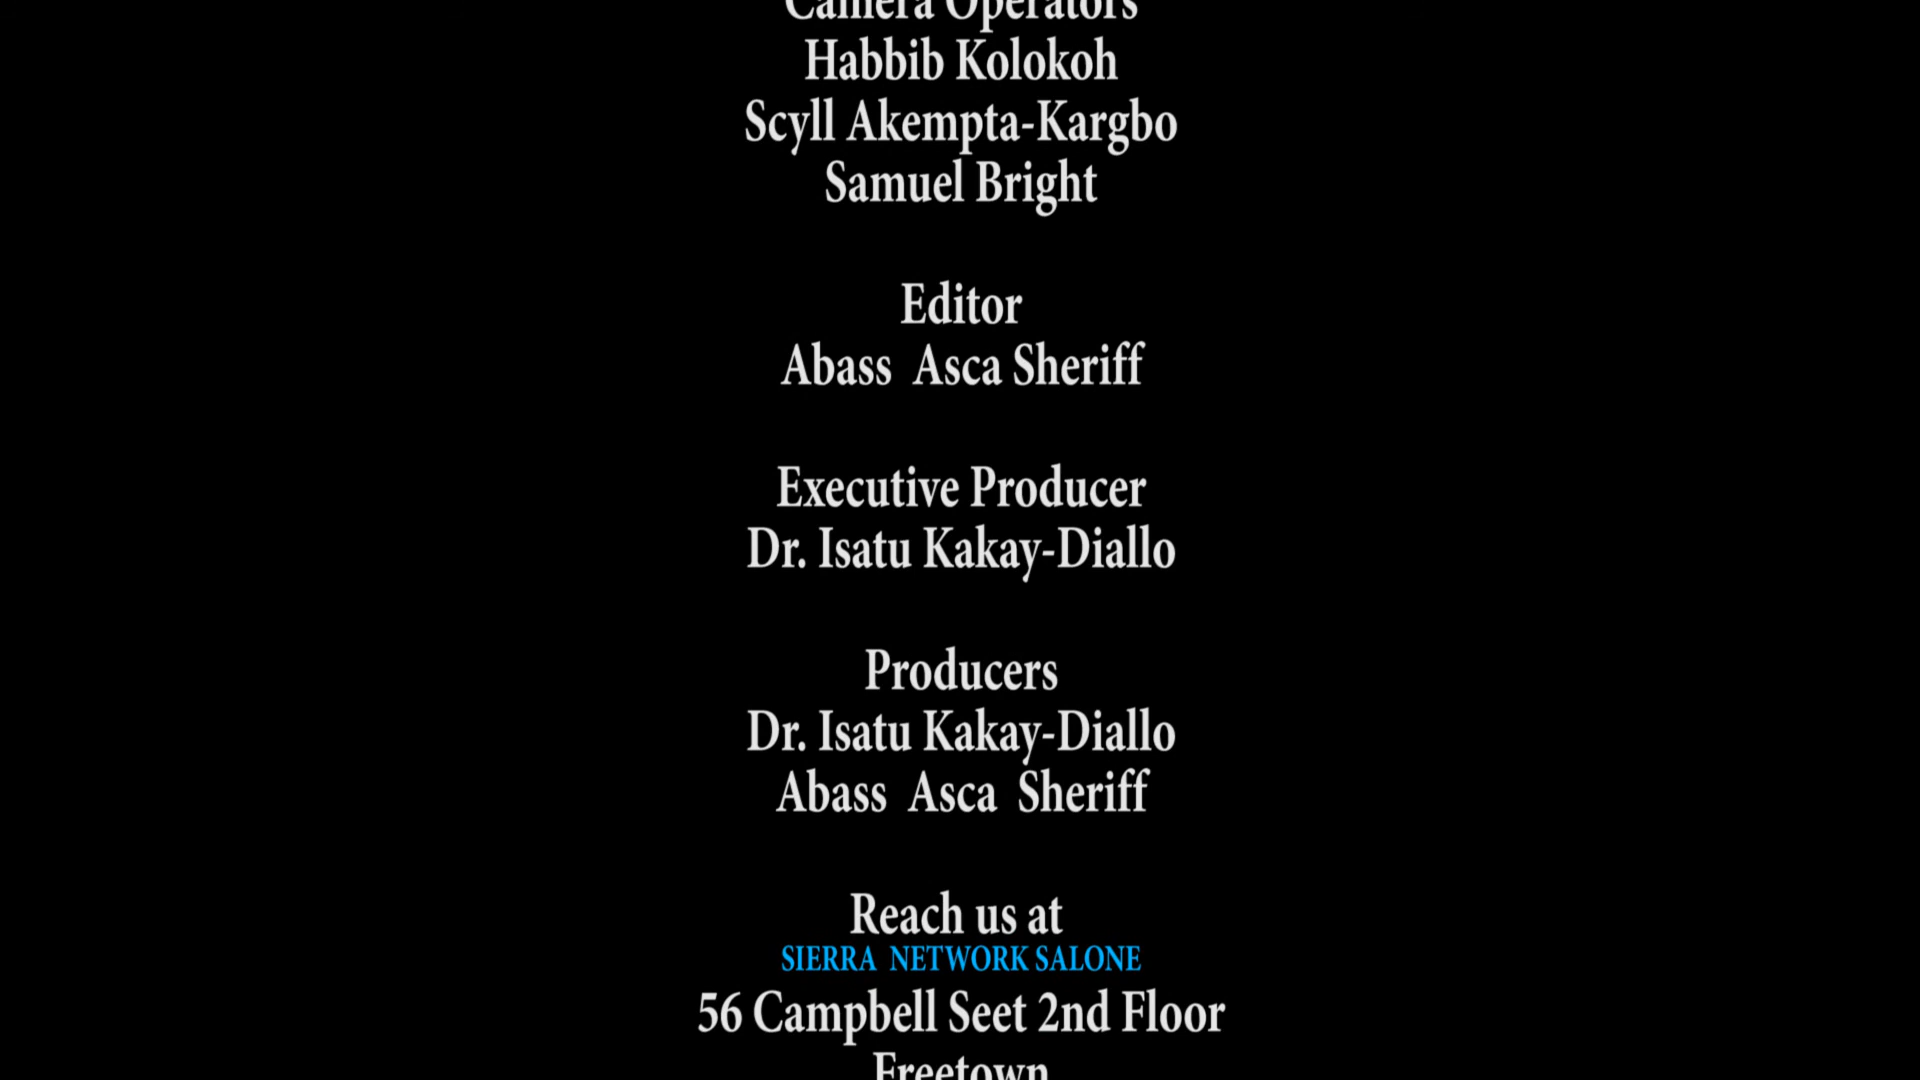 Camera Operators
Habbib Kolokoh
Scyll Akempta-Kargbo
Samuel Bright
Editor
Abass Asca Sheriff
Executive Producer
Dr. Isatu Kakay-Diallo
Producers
Dr. Isatu Kakay-Diallo
Abass Asca Sheriff
Reach us at
SIERRA NETWORK SALONE
56 Campbell Seet 2nd Floor
Freetown